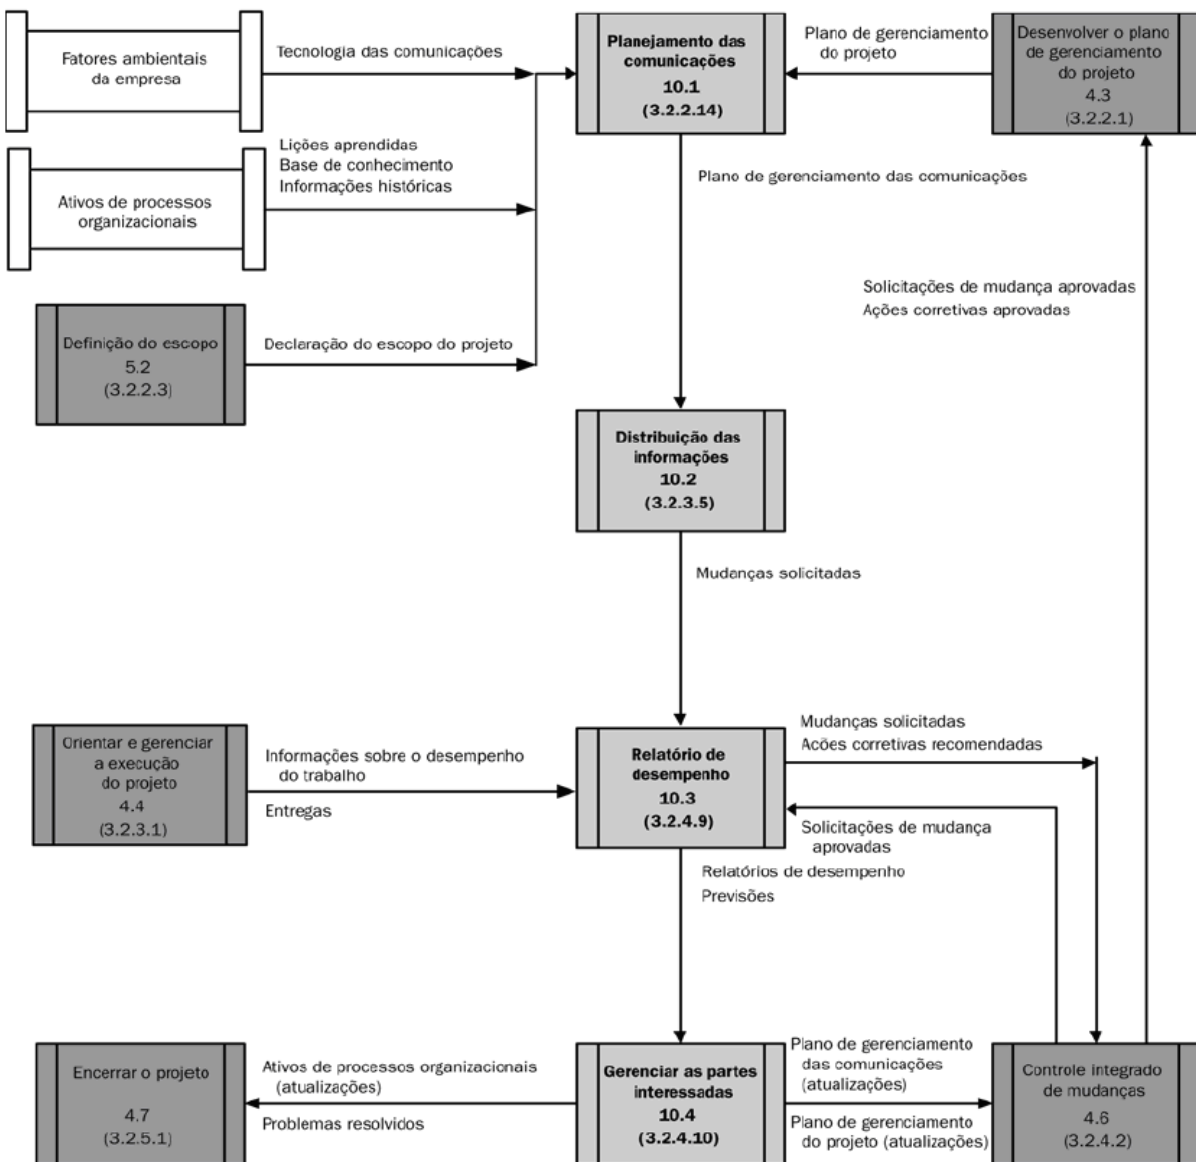 Fatores ambientais
da empresa
Tecnologia das comunicações
Planejamento das
comunicações
10.1
(3.2.2.14)
Plano de gerenciamento
do projeto
Desenvolver o plano
de gerenciamento
do projeto
4.3
(3.2.2.1)
Lições aprendidas
Base de conhecimento
Informações históricas
Ativos de processos
organizacionais
Plano de gerenciamento das comunicações
Solicitações de mudança aprovadas
Ações corretivas aprovadas
Definição do escopo
5.2
(3.2.2.3)
Declaração do escopo do projeto
Distribuição das
informações
10.2
(3.2.3.5)
Mudanças solicitadas
Orientar e gerenciar
a execução
do projeto
4.4
(3.2.3.1)
Informações sobre o desempenho
do trabalho
Entregas
Relatório de
desempenho
10.3
(3.2.4.9)
Mudanças solicitadas
Acões corretivas recomendadas
Solicitações de mudança
aprovadas
Relatórios de desempenho
Previsões
Encerrar o projeto
4.7
(3.2.5.1)
Ativos de processos organizacionais
(atualizações)
Problemas resolvidos
Gerenciar as partes
interessadas
10.4
(3.2.4.10)
Plano de gerenciamento
das comunicações
(atualizações)
Plano de gerenciamento
do projeto (atualizações)
Controle integrado
de mudanças
4.6
(3.2.4.2)